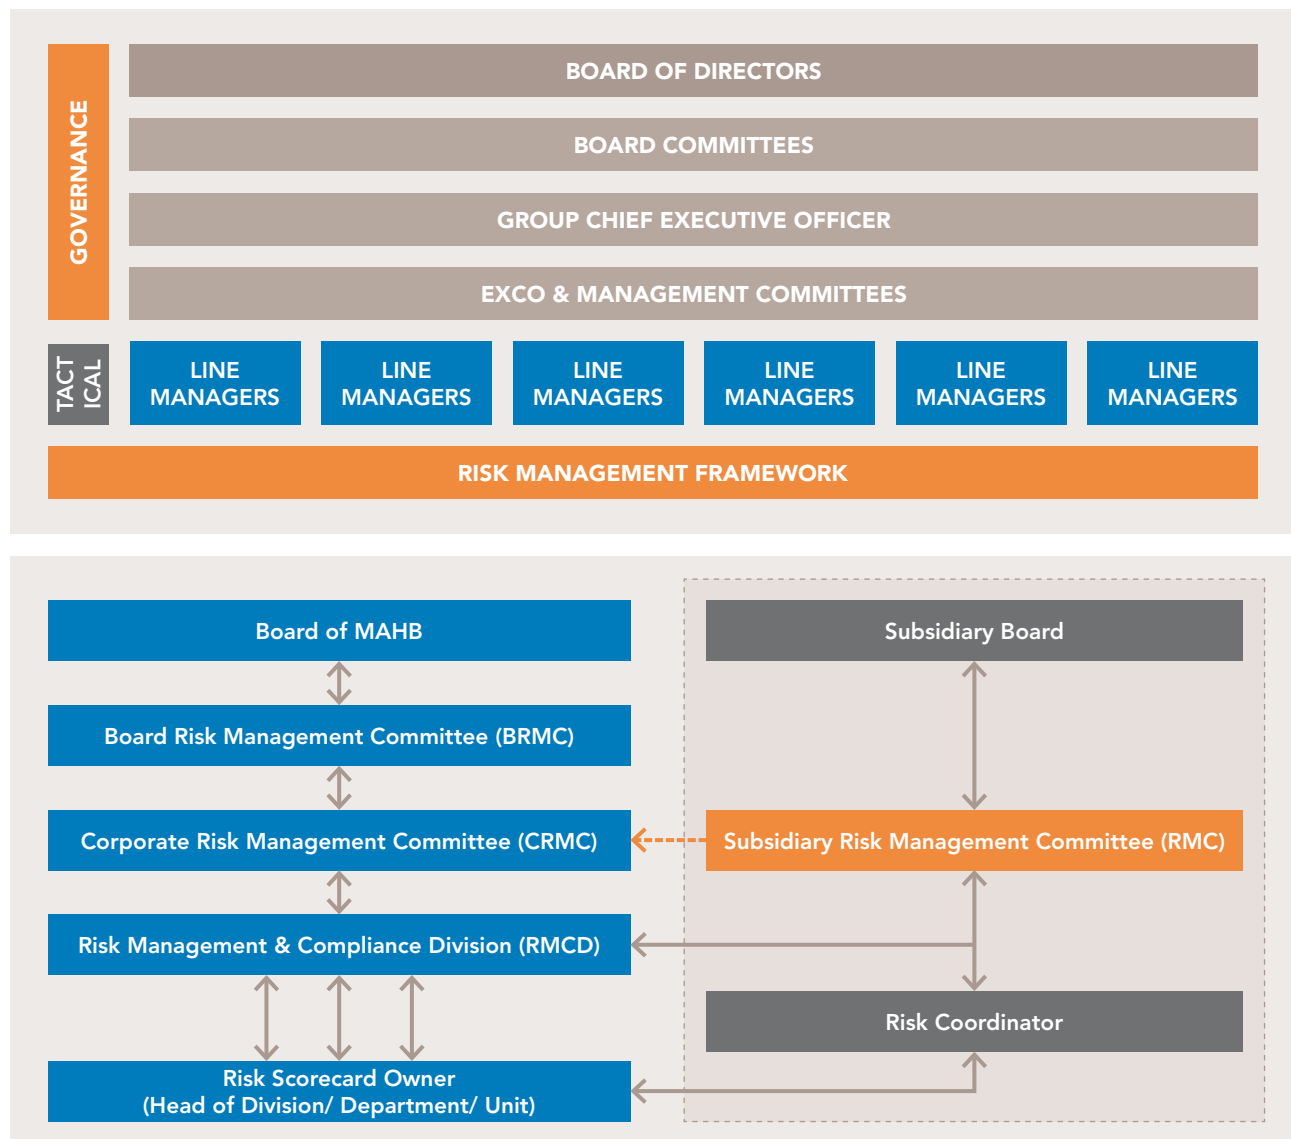 GOVERNANCE
BOARD OF DIRECTORS
BOARD COMMITTEES
GROUP CHIEF EXECUTIVE OFFICER
EXCO & MANAGEMENT COMMITTEES
TACT
ICAL
LINE
MANAGERS
LINE
MANAGERS
LINE
MANAGERS
LINE
MANAGERS
LINE
MANAGERS
LINE
MANAGERS
RISK MANAGEMENT FRAMEWORK
Board of MAHB
Board Risk Management Committee (BRMC)
Corporate Risk Management Committee (CRMC)
Risk Management & Compliance Division (RMCD)
Risk Scorecard Owner
(Head of Division/ Department/ Unit)
Subsidiary Board
Subsidiary Risk Management Committee (RMC)
Risk Coordinator